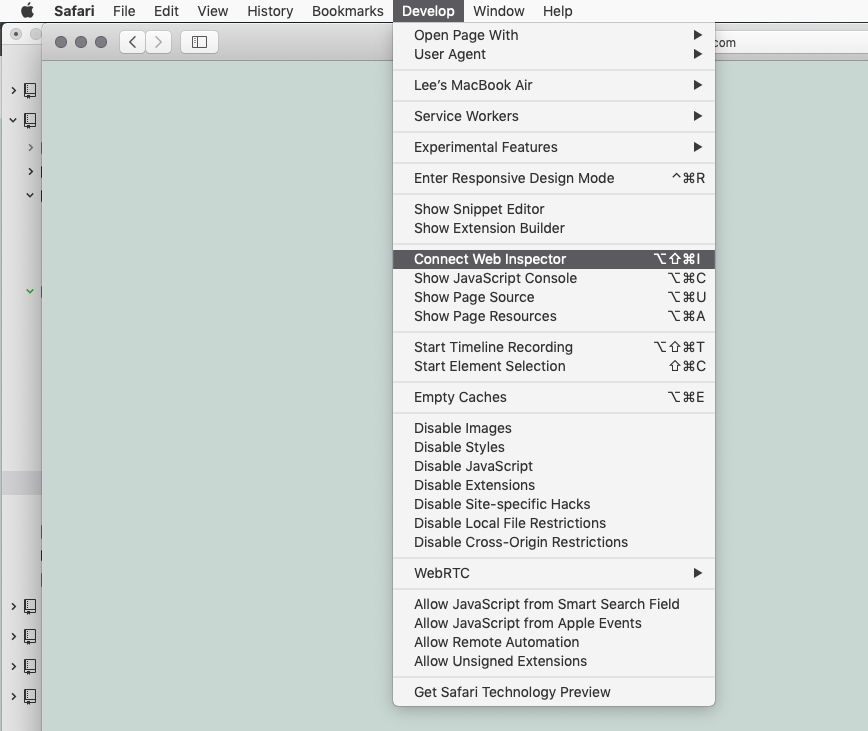 Safari File Edit View History Bookmarks Develop Window Help
com
Open Page With
User Agent
Lee's MacBook Air
Service Workers
Experimental Features
Enter Responsive Design Mode ^⌘R
Show Snippet Editor
Show Extension Builder
Connect Web Inspector ⌥⇧⌘I
Show JavaScript Console ⌥⌘C
Show Page Source ⌥⌘U
Show Page Resources ⌥⌘A
Start Timeline Recording ⌥⇧⌘T
Start Element Selection ⇧⌘C
Empty Caches ⌥⌘E
Disable Images
Disable Styles
Disable JavaScript
Disable Extensions
Disable Site-specific Hacks
Disable Local File Restrictions
Disable Cross-Origin Restrictions
WebRTC
Allow JavaScript from Smart Search Field
Allow JavaScript from Apple Events
Allow Remote Automation
Allow Unsigned Extensions
Get Safari Technology Preview